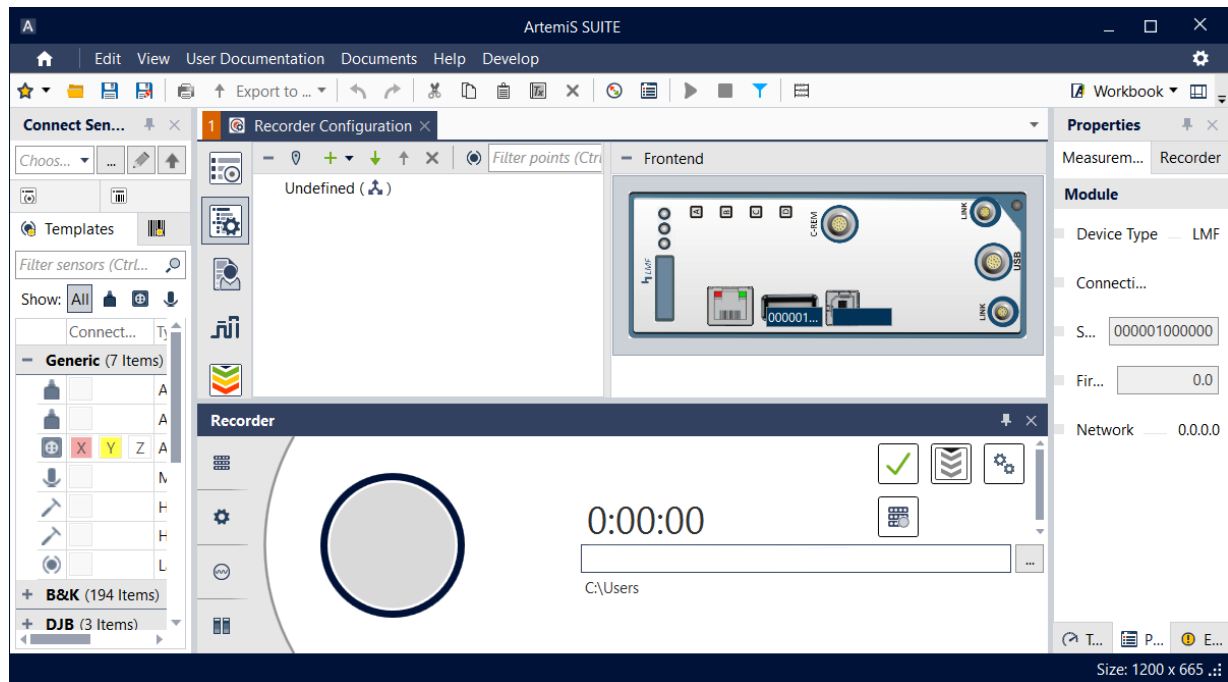 A ArtemiS SUITE
Edit View User Documentation Documents Help Develop
Export to ... Workbook
Connect Sen...
1 Recorder Configuration
Properties
Choos... ...
Filter points (Ctrl
Frontend
Measurem... Recorder
Undefined ( )
Module
A B C D
C-REM
LINK
USB
LINK
LMF
000001...
Device Type LMF
Connecti...
S... 000001000000
Fir... 0.0
Network 0.0.0.0
Templates
Filter sensors (Ctrl...
Show: All
Connect... Ty
Generic (7 Items)
A
A
X Y Z A
M
H
H
L
B&K (194 Items)
DJB (3 Items)
Recorder
0:00:00
...
C:\Users
T... P... E...
Size: 1200 x 665